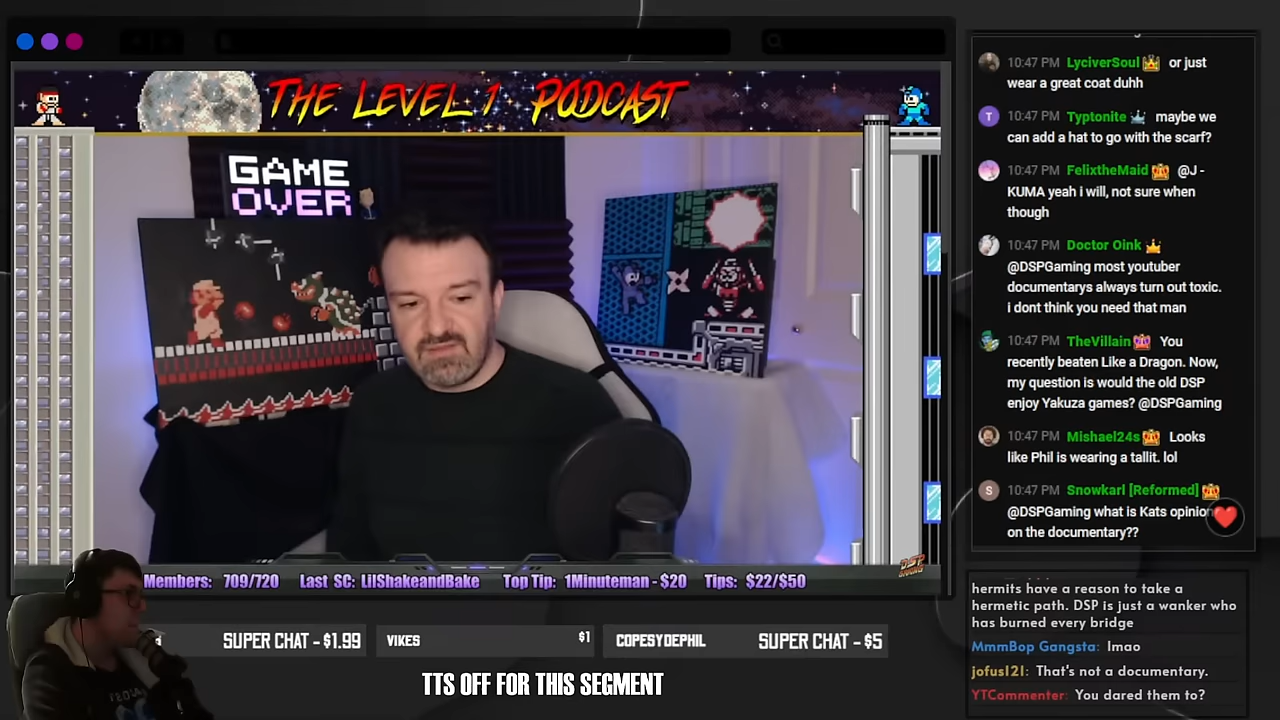 THE LEVEL 1 PODCAST
GAME
OVER
Members: 709/720 Last SC: LilShakeandBake Top Tip: 1Minuteman - $20 Tips: $22/$50
DSP
GAMING
SUPER CHAT - $1.99
VIKES $1
COPESYDEPHIL SUPER CHAT - $5
TTS OFF FOR THIS SEGMENT
10:47 PM LyciverSoul or just
wear a great coat duhh
T 10:47 PM Typtonite maybe we
can add a hat to go with the scarf?
10:47 PM FelixtheMaid @J -
KUMA yeah i will, not sure when
though
10:47 PM Doctor Oink
@DSPGaming most youtuber
documentarys always turn out toxic.
i dont think you need that man
10:47 PM TheVillain You
recently beaten Like a Dragon. Now,
my question is would the old DSP
enjoy Yakuza games? @DSPGaming
10:47 PM Mishael24s Looks
like Phil is wearing a tallit. lol
S 10:47 PM Snowkarl [Reformed]
@DSPGaming what is Kats opinion
on the documentary??
hermits have a reason to take a
hermetic path. DSP is just a wanker who
has burned every bridge
MmmBop Gangsta: lmao
jofus121: That's not a documentary.
YTCommenter: You dared them to?